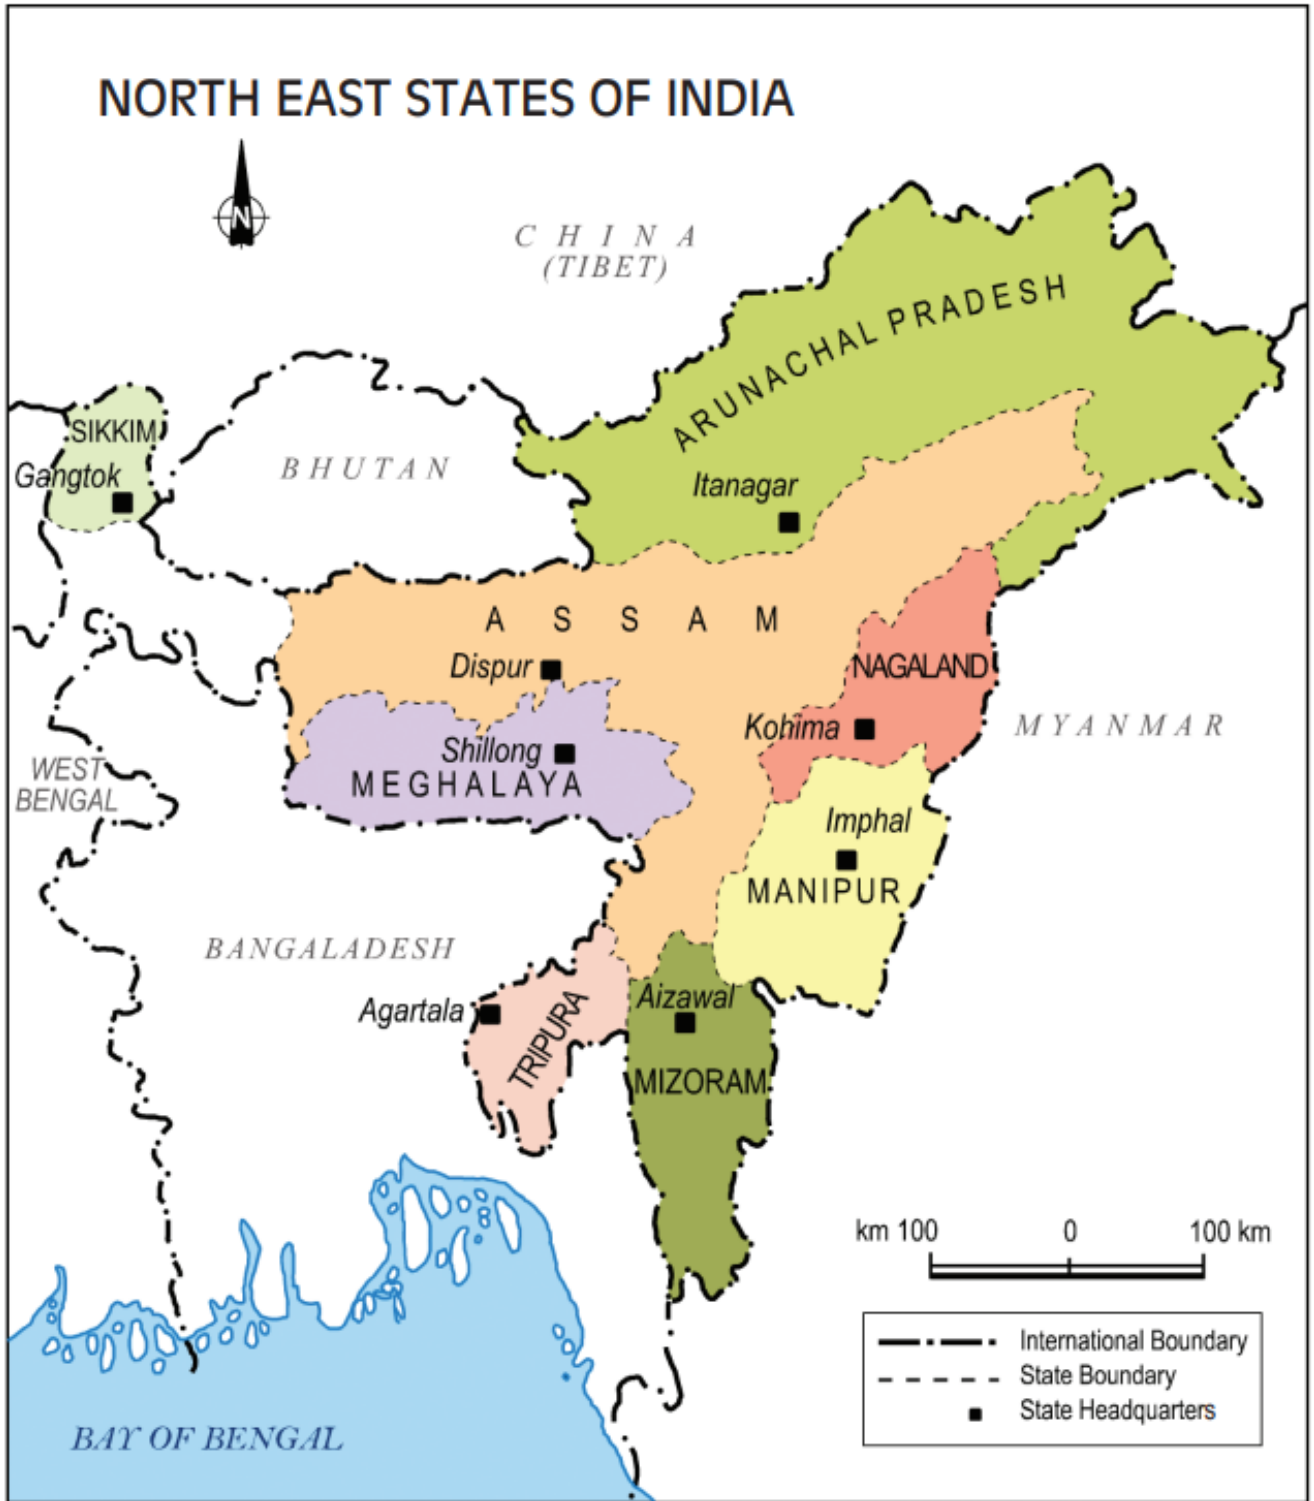 NORTH EAST STATES OF INDIA
N
C H I N A
(TIBET)
ARUNACHAL PRADESH
SIKKIM
Gangtok
BHUTAN
Itanagar
A S S A M
Dispur
NAGALAND
Kohima
MYANMAR
Shillong
MEGHALAYA
WEST
BENGAL
Imphal
MANIPUR
BANGALADESH
Agartala
TRIPURA
Aizawal
MIZORAM
km 100 0 100 km
International Boundary
State Boundary
State Headquarters
BAY OF BENGAL